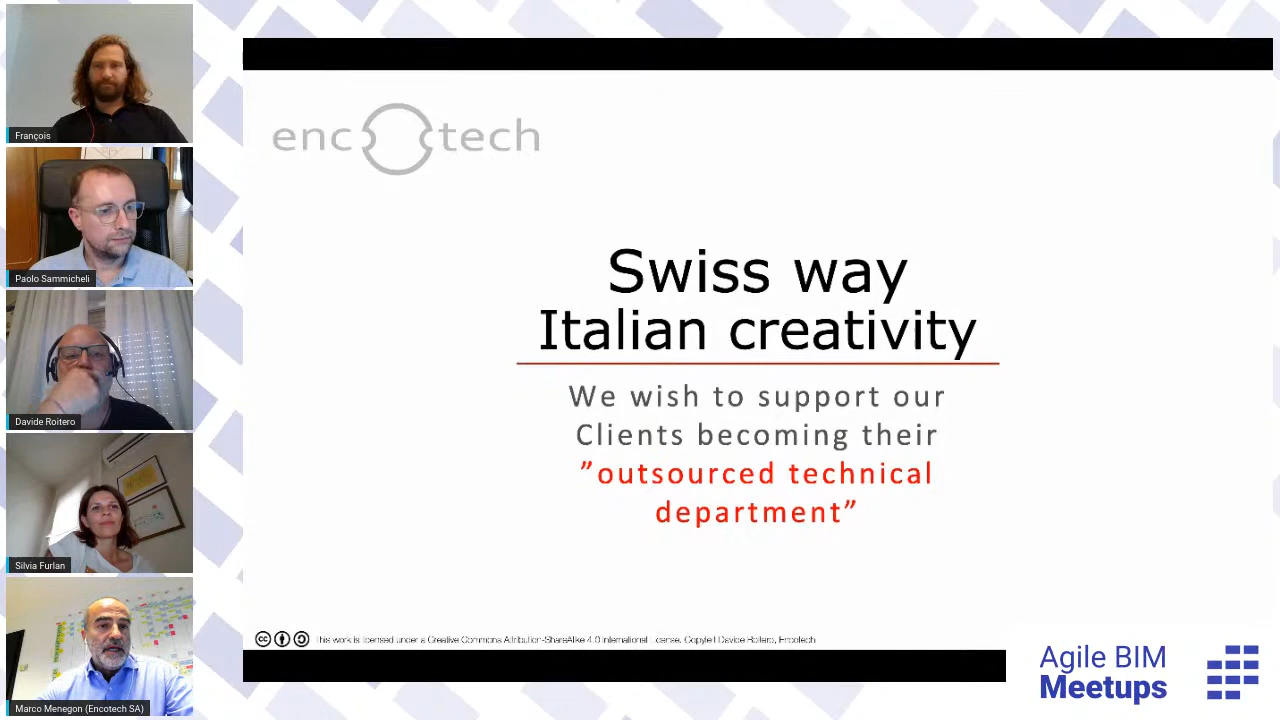 François
Paolo Sammicheli
Davide Roitero
Silvia Furlan
Marco Menegon (Encotech SA)
encOtech
Swiss way
Italian creativity
We wish to support our
Clients becoming their
”outsourced technical
department”
This work is licensed under a Creative Commons Attribution-ShareAlike 4.0 International License. Copyleft Davide Roitero, Encotech
Agile BIM
Meetups